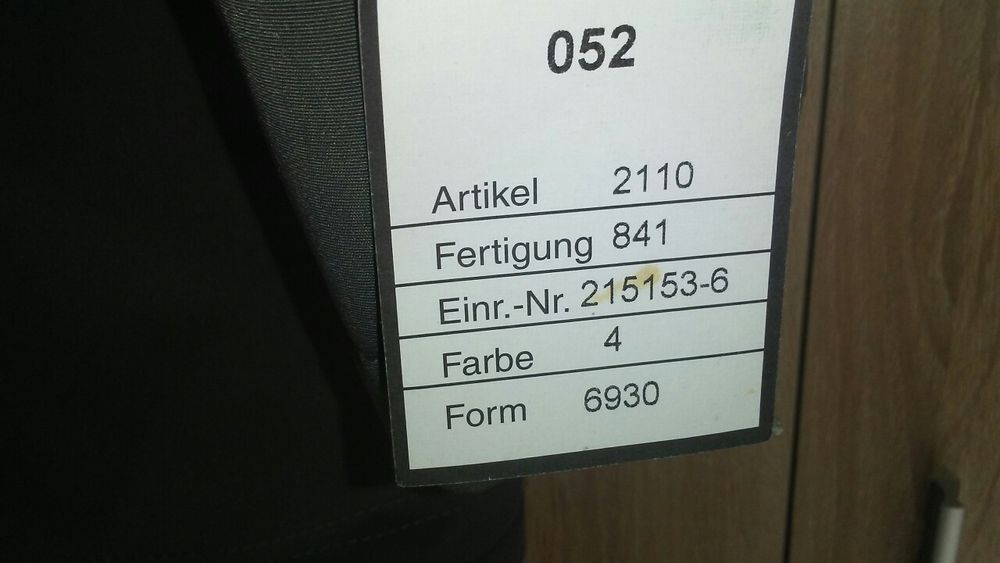 052
Artikel 2110
Fertigung 841
Einr.-Nr. 215153-6
Farbe 4
Form 6930